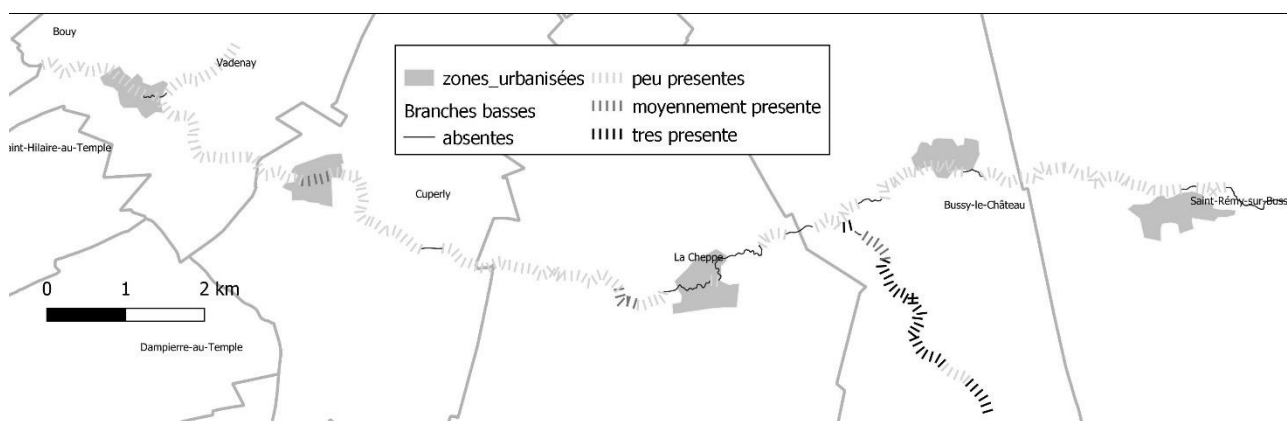 Bouy
Vadenay
zones_urbanisées
Branches basses
absentes
peu presentes
moyennement presente
tres presente
aint-Hilaire-au-Temple
Cuperly
Bussy-le-Château
Saint-Rémy-sur-Buss
La Cheppe
0 1 2 km
Dampierre-au-Temple